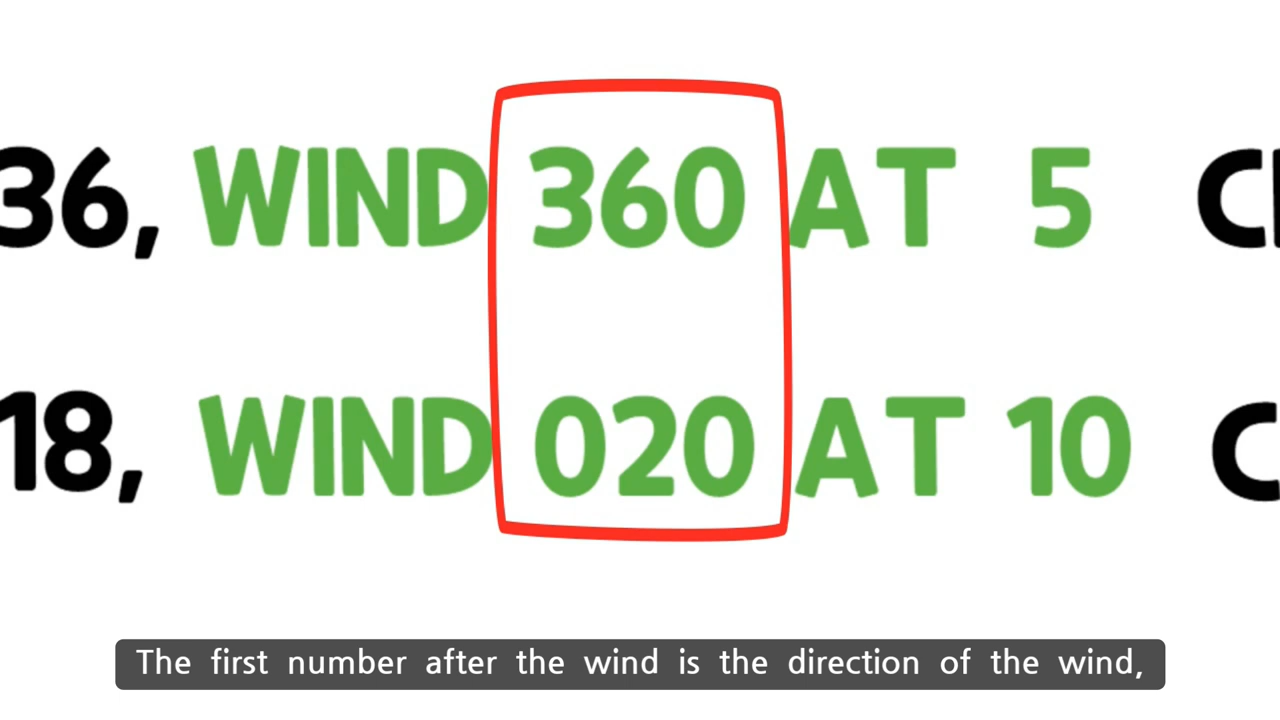 36, WIND 360 AT 5 C
18, WIND 020 AT 10 C
The first number after the wind is the direction of the wind,